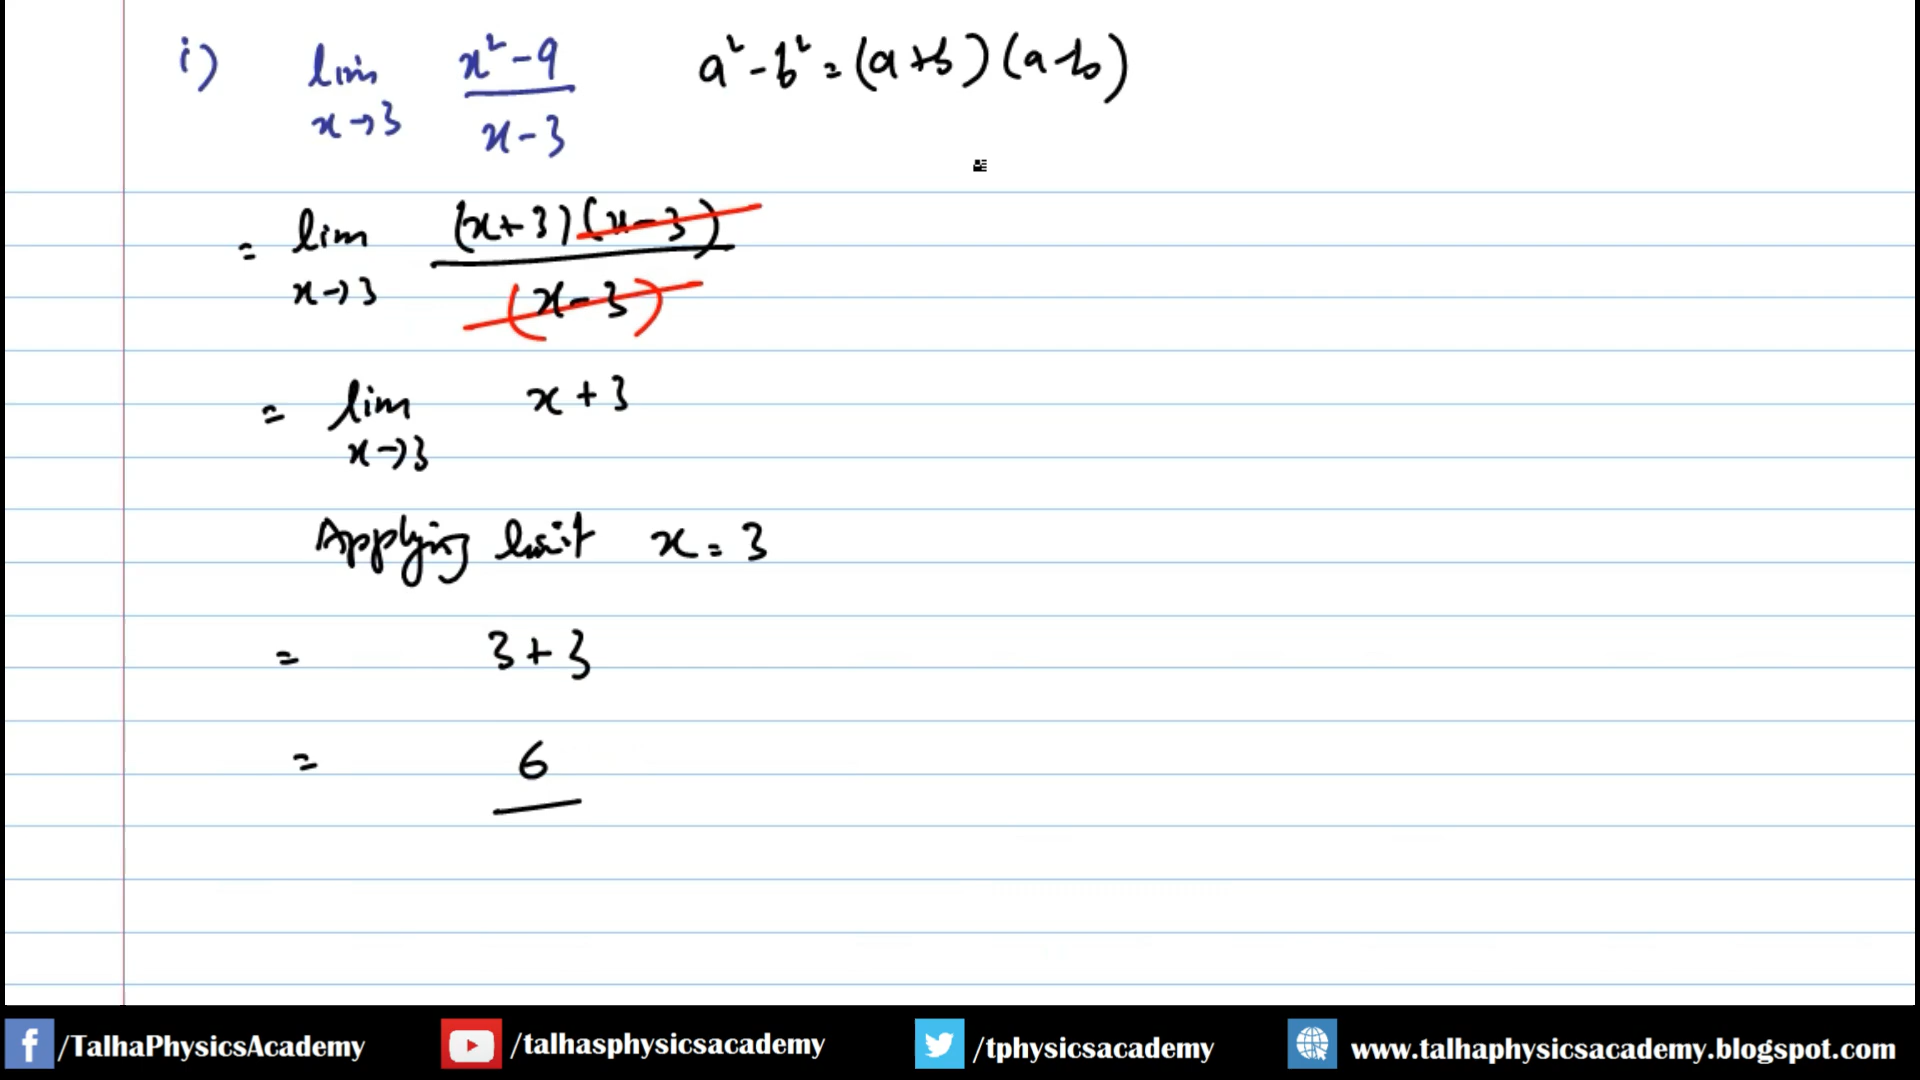 i) lim x→3 x²-9 / x-3 a²-b² = (a+b)(a-b)
= lim x→3 (x+3)(x-3) / (x-3)
= lim x→3 x+3
Applying limit x = 3
= 3+3
= 6
/TalhaPhysicsAcademy /talhasphysicsacademy /tphysicsacademy www.talhaphysicsacademy.blogspot.com